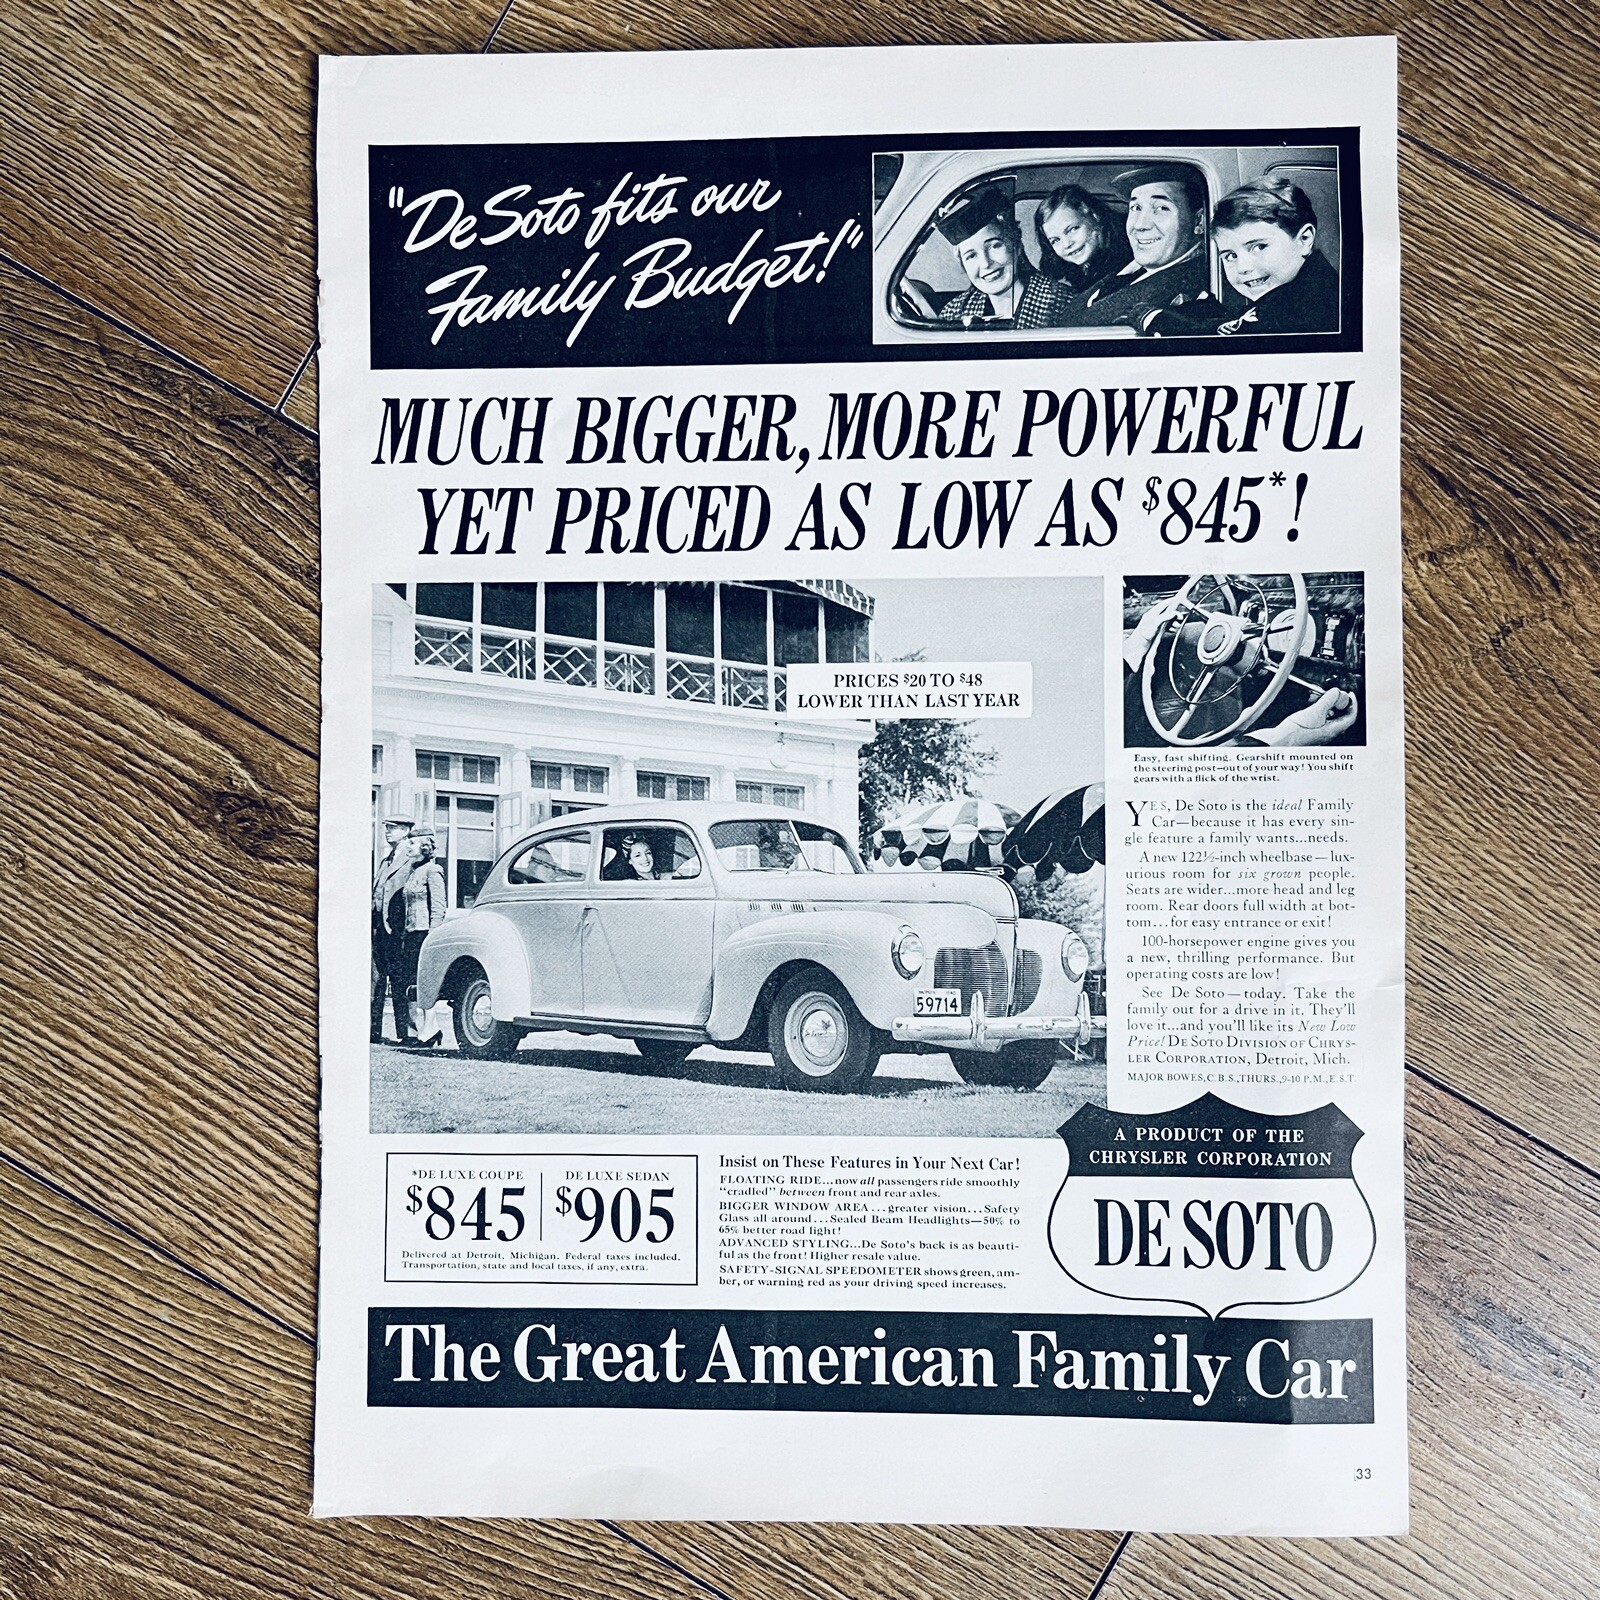 "De Soto fits our
Family Budget!"
MUCH BIGGER, MORE POWERFUL
YET PRICED AS LOW AS $845*!
PRICES $20 TO $48
LOWER THAN LAST YEAR
59714
Easy, fast shifting. Gearshift mounted on
the steering post—out of your way! You shift
gears with a flick of the wrist.
YES, De Soto is the ideal Family
Car—because it has every sin-
gle feature a family wants...needs.
A new 122½-inch wheelbase—lux-
urious room for six grown people.
Seats are wider...more head and leg
room. Rear doors full width at bot-
tom...for easy entrance or exit!
100-horsepower engine gives you
a new, thrilling performance. But
operating costs are low!
See De Soto—today. Take the
family out for a drive in it. They'll
love it...and you'll like its New Low
Price! DE SOTO DIVISION OF CHRYS-
LER CORPORATION, Detroit, Mich.
MAJOR BOWES, C.B.S., THURS., 9-10 P.M., E.S.T.
*DE LUXE COUPE
$845
DE LUXE SEDAN
$905
Delivered at Detroit, Michigan. Federal taxes included.
Transportation, state and local taxes, if any, extra.
Insist on These Features in Your Next Car!
FLOATING RIDE...now all passengers ride smoothly
"cradled" between front and rear axles.
BIGGER WINDOW AREA...greater vision...Safety
Glass all around...Sealed Beam Headlights—50% to
65% better road light!
ADVANCED STYLING...De Soto's back is as beauti-
ful as the front! Higher resale value.
SAFETY-SIGNAL SPEEDOMETER shows green, am-
ber, or warning red as your driving speed increases.
A PRODUCT OF THE
CHRYSLER CORPORATION
DE SOTO
The Great American Family Car
33